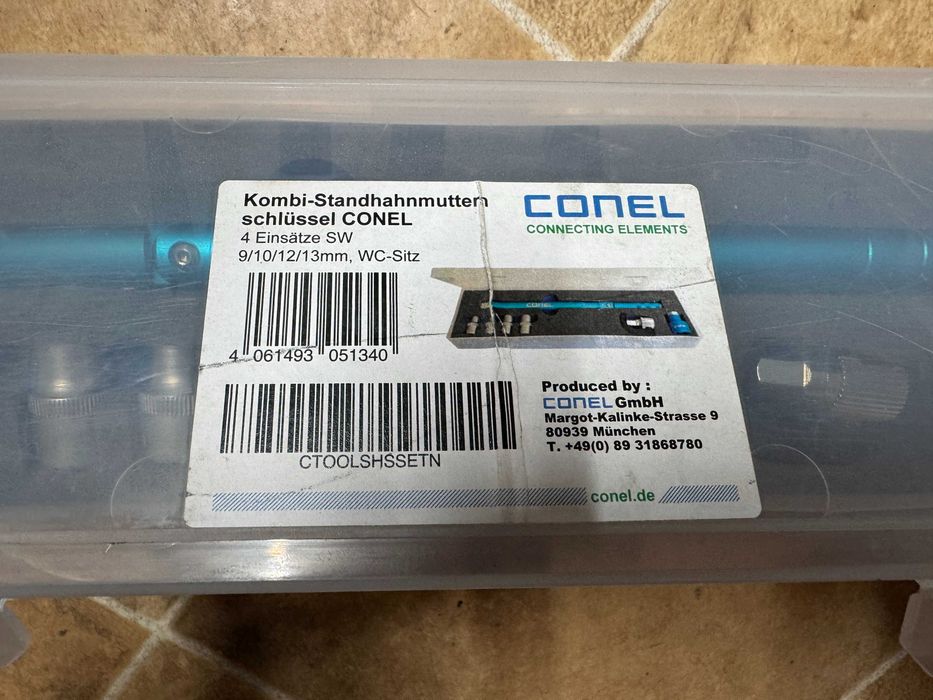 Kombi-Standhahnmuttern
schlüssel CONEL
4 Einsätze SW
9/10/12/13mm, WC-Sitz
CONEL
CONNECTING ELEMENTS
CONEL
4 061493 051340
CTOOLSHSSETN
Produced by :
CONEL GmbH
Margot-Kalinke-Strasse 9
80939 München
T. +49(0) 89 31868780
conel.de